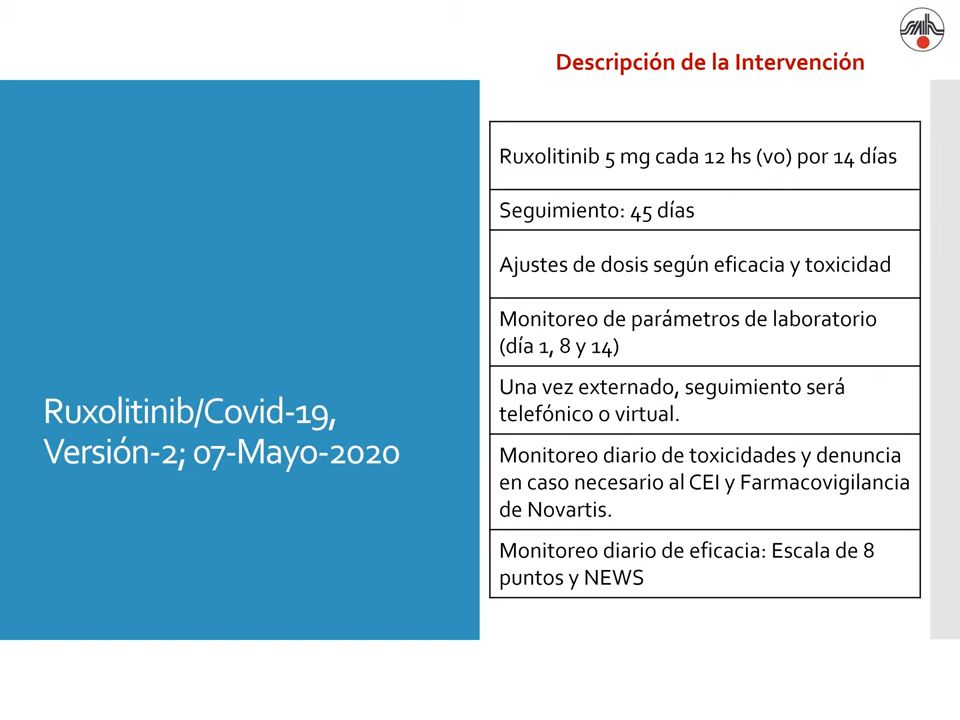 Descripción de la Intervención
Ruxolitinib/Covid-19,
Versión-2; 07-Mayo-2020
Ruxolitinib 5 mg cada 12 hs (vo) por 14 días
Seguimiento: 45 días
Ajustes de dosis según eficacia y toxicidad
Monitoreo de parámetros de laboratorio
(día 1, 8 y 14)
Una vez externado, seguimiento será
telefónico o virtual.
Monitoreo diario de toxicidades y denuncia
en caso necesario al CEI y Farmacovigilancia
de Novartis.
Monitoreo diario de eficacia: Escala de 8
puntos y NEWS